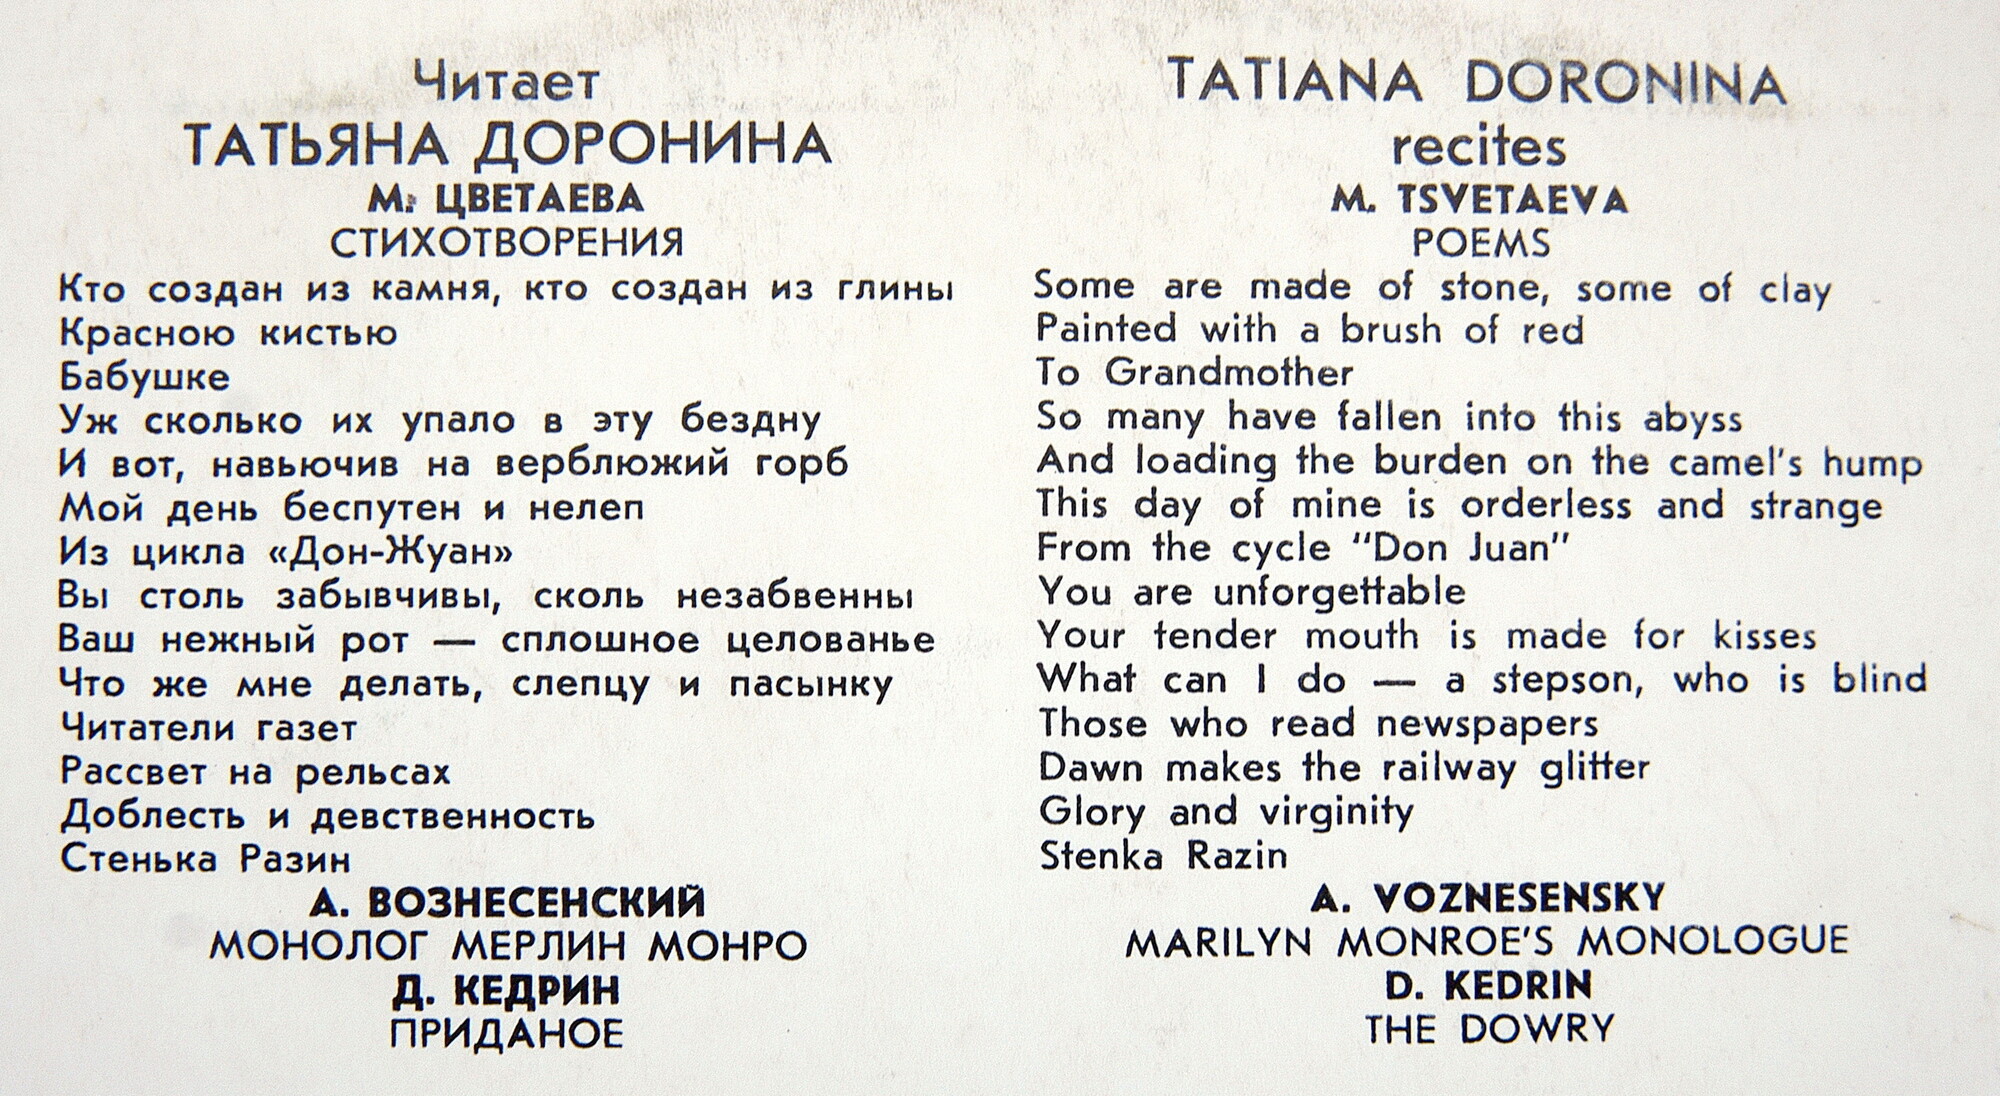 Читает
ТАТЬЯНА ДОРОНИНА
М. ЦВЕТАЕВА
СТИХОТВОРЕНИЯ
Кто создан из камня, кто создан из глины
Красною кистью
Бабушке
Уж сколько их упало в эту бездну
И вот, навьючив на верблюжий горб
Мой день беспутен и нелеп
Из цикла «Дон-Жуан»
Вы столь забывчивы, сколь незабвенны
Ваш нежный рот — сплошное целованье
Что же мне делать, слепцу и пасынку
Читатели газет
Рассвет на рельсах
Доблесть и девственность
Стенька Разин
А. ВОЗНЕСЕНСКИЙ
МОНОЛОГ МЕРЛИН МОНРО
Д. КЕДРИН
ПРИДАНОЕ
TATIANA DORONINA
recites
M. TSVETAEVA
POEMS
Some are made of stone, some of clay
Painted with a brush of red
To Grandmother
So many have fallen into this abyss
And loading the burden on the camel's hump
This day of mine is orderless and strange
From the cycle "Don Juan"
You are unforgettable
Your tender mouth is made for kisses
What can I do — a stepson, who is blind
Those who read newspapers
Dawn makes the railway glitter
Glory and virginity
Stenka Razin
A. VOZNESENSKY
MARILYN MONROE'S MONOLOGUE
D. KEDRIN
THE DOWRY